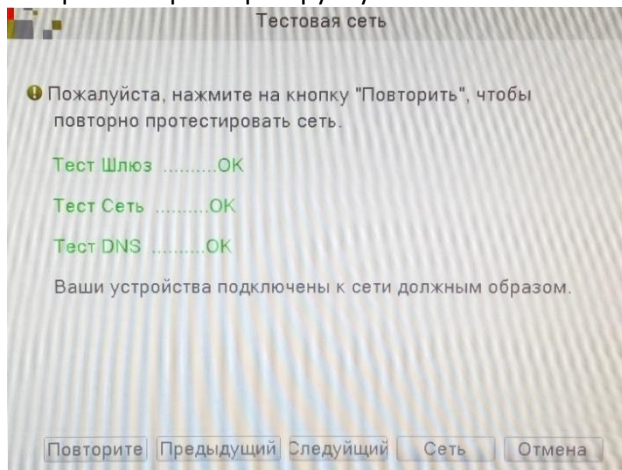 Тестовая сеть
Пожалуйста, нажмите на кнопку "Повторить", чтобы
повторно протестировать сеть.
Тест Шлюз ..........OK
Тест Сеть ..........OK
Тест DNS ..........OK
Ваши устройства подключены к сети должным образом.
Повторите Предыдущий Следуйщий Сеть Отмена